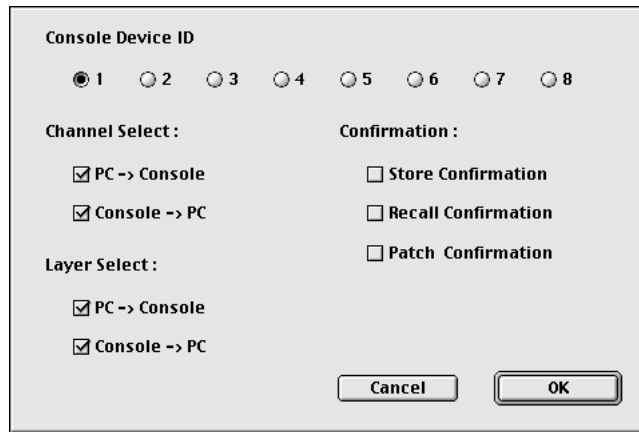 Console Device ID
1 2 3 4 5 6 7 8
Channel Select :
PC -> Console
Console -> PC
Layer Select :
PC -> Console
Console -> PC
Confirmation :
Store Confirmation
Recall Confirmation
Patch Confirmation
Cancel OK